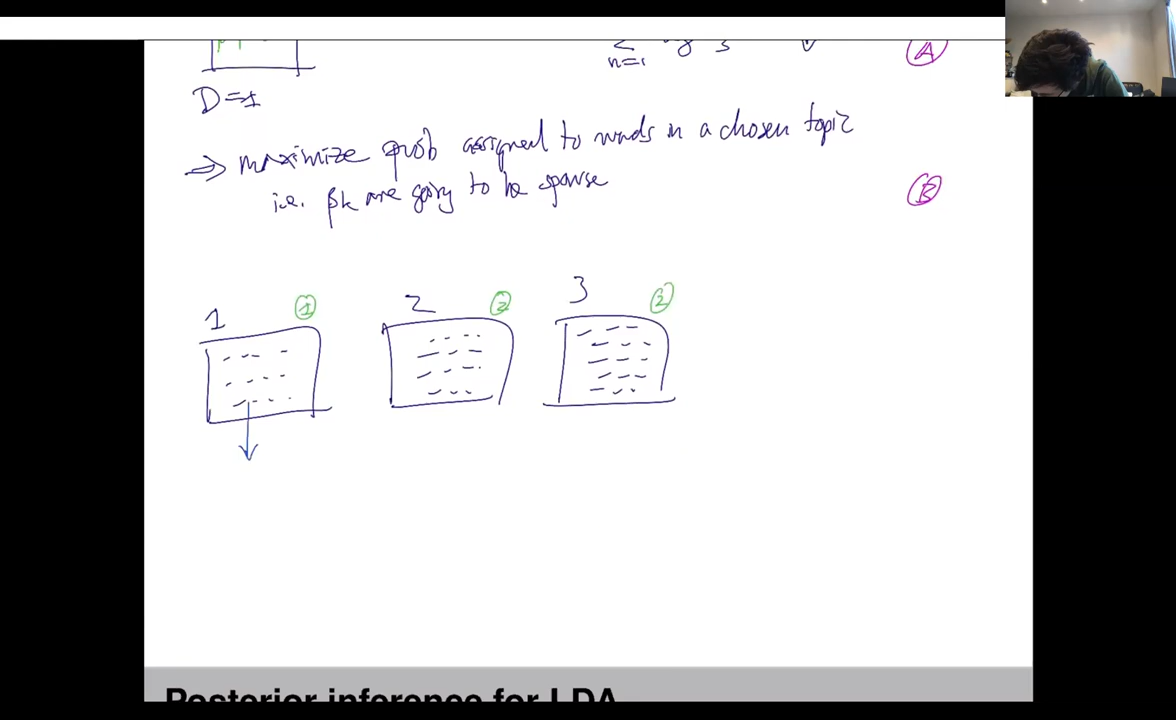 n=1
A
D=1
⇒ maximize prob assigned to words in a chosen topic
i.e. βk are going to be sparse
B
1 ① 2 ② 3 ②
Posterior inference for LDA